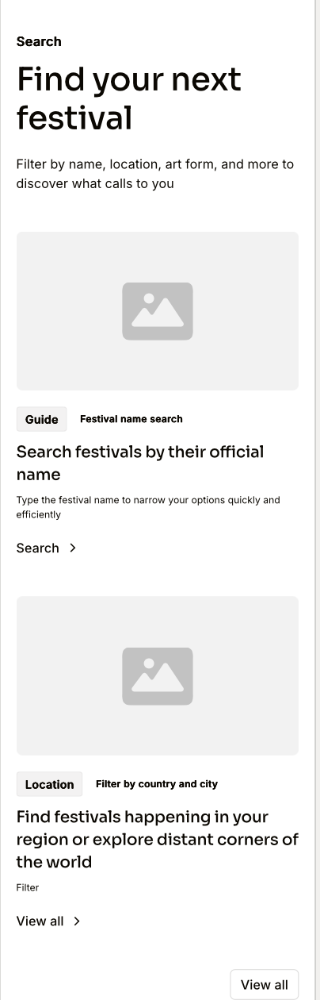 Search
Find your next
festival
Filter by name, location, art form, and more to
discover what calls to you
Guide Festival name search
Search festivals by their official
name
Type the festival name to narrow your options quickly and
efficiently
Search
Location Filter by country and city
Find festivals happening in your
region or explore distant corners of
the world
Filter
View all
View all